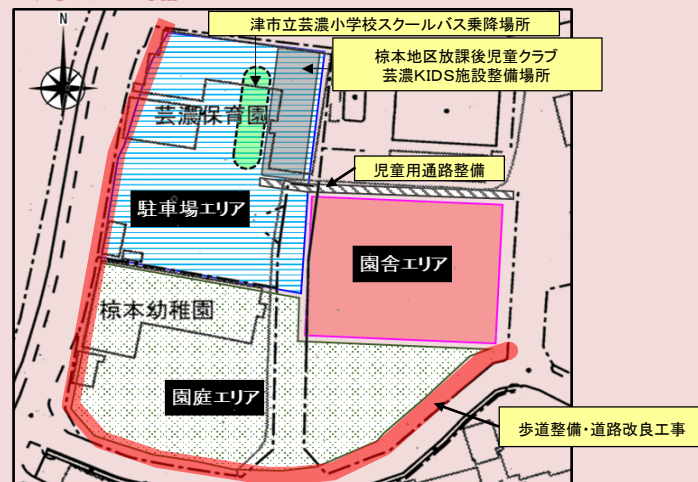 津市立芸濃小学校スクールバス乗降場所
椋本地区放課後児童クラブ
芸濃KIDS施設整備場所
N
芸濃保育園
児童用通路整備
駐車場エリア
園舎エリア
椋本幼稚園
園庭エリア
歩道整備・道路改良工事